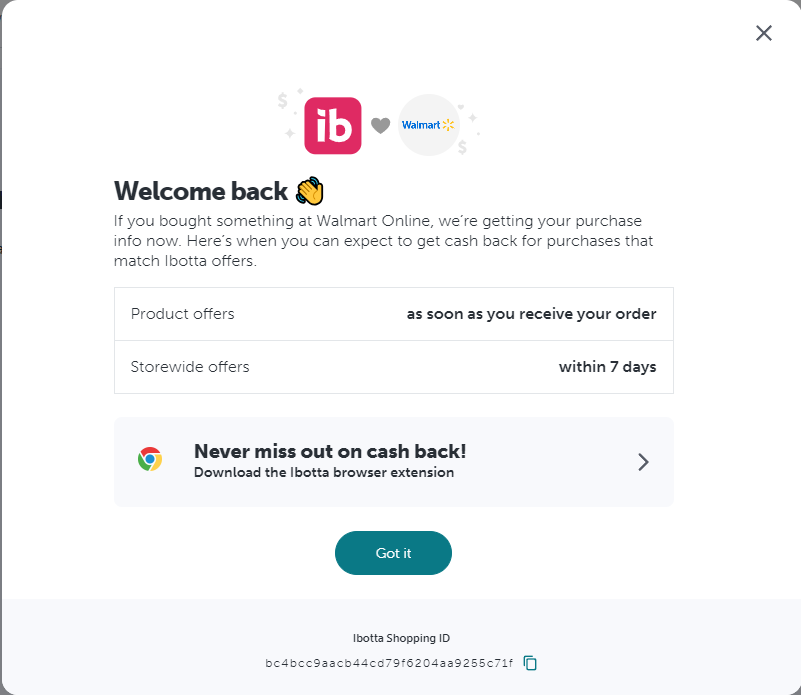 ib
Walmart
Welcome back 👋
If you bought something at Walmart Online, we're getting your purchase
info now. Here's when you can expect to get cash back for purchases that
match Ibotta offers.
Product offers as soon as you receive your order
Storewide offers within 7 days
Never miss out on cash back!
Download the Ibotta browser extension
Got it
Ibotta Shopping ID
bc4bcc9aacb44cd79f6204aa9255c71f